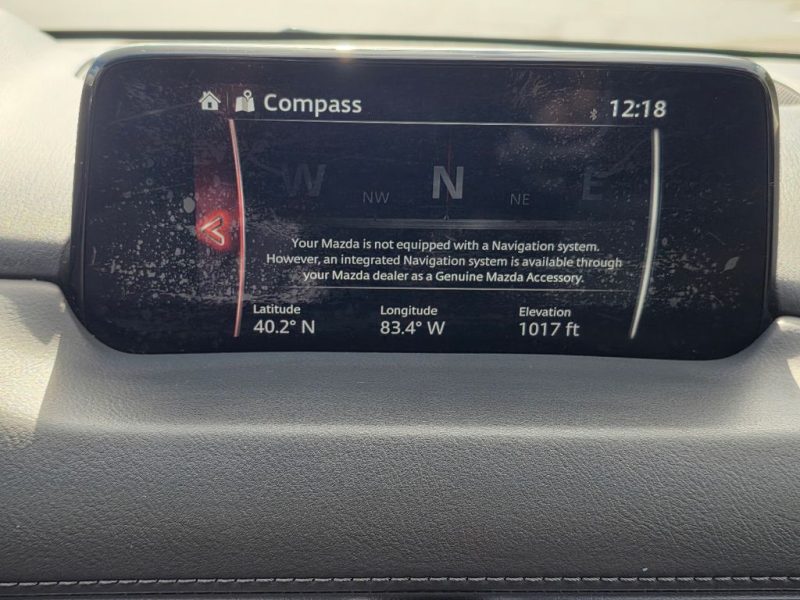 Compass 12:18
W NW N NE E
Your Mazda is not equipped with a Navigation system.
However, an integrated Navigation system is available through
your Mazda dealer as a Genuine Mazda Accessory.
Latitude Longitude Elevation
40.2° N 83.4° W 1017 ft